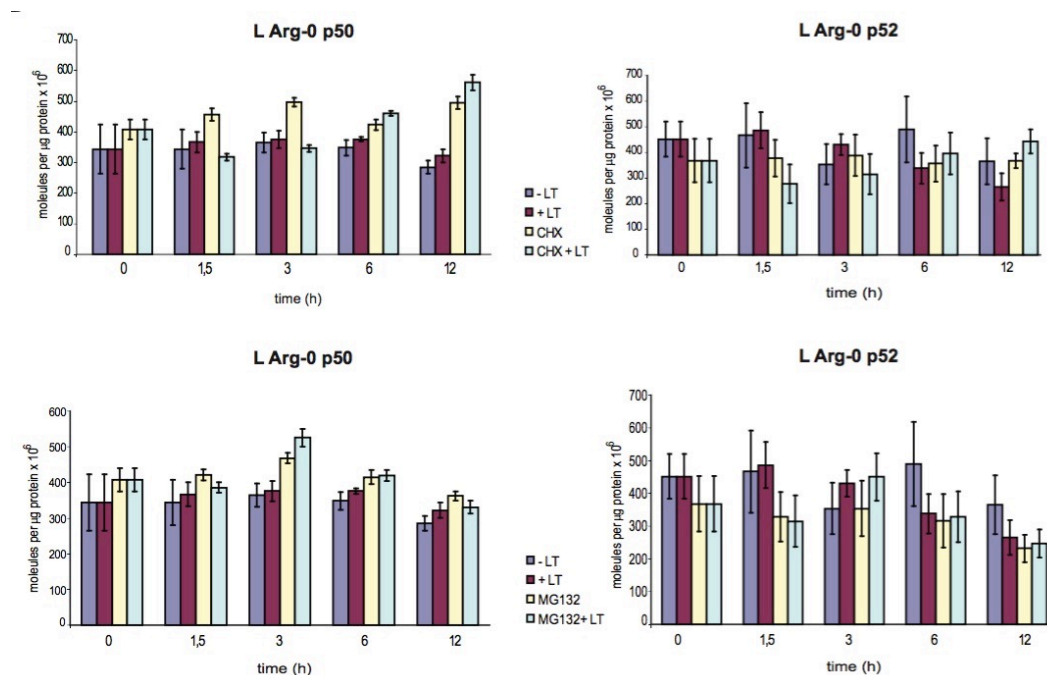 L Arg-0 p50
moleules per µg protein x 10⁶
700
600
500
400
300
200
100
0
0
1,5
3
6
12
time (h)
- LT
+ LT
CHX
CHX + LT
L Arg-0 p52
moleules per µg protein x 10⁶
700
600
500
400
300
200
100
0
0
1,5
3
6
12
time (h)
L Arg-0 p50
moleules per µg protein x 10⁶
600
500
400
300
200
100
0
0
1,5
3
6
12
time (h)
- LT
+ LT
MG132
MG132+ LT
L Arg-0 p52
moleules per µg protein x 10⁶
700
600
500
400
300
200
100
0
0
1,5
3
6
12
time (h)